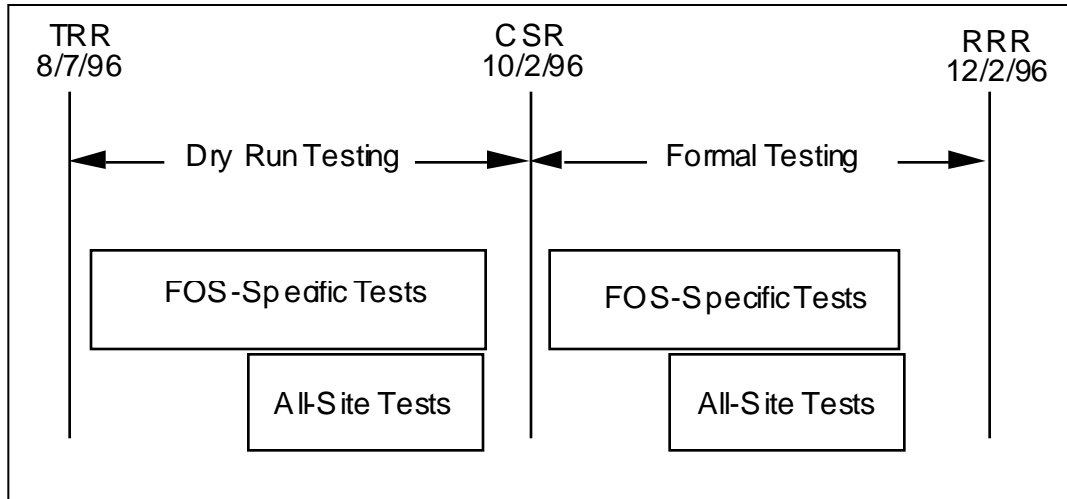 TRR
8/7/96
CSR
10/2/96
RRR
12/2/96
Dry Run Testing
Formal Testing
FOS-Specific Tests
FOS-Specific Tests
All-Site Tests
All-Site Tests